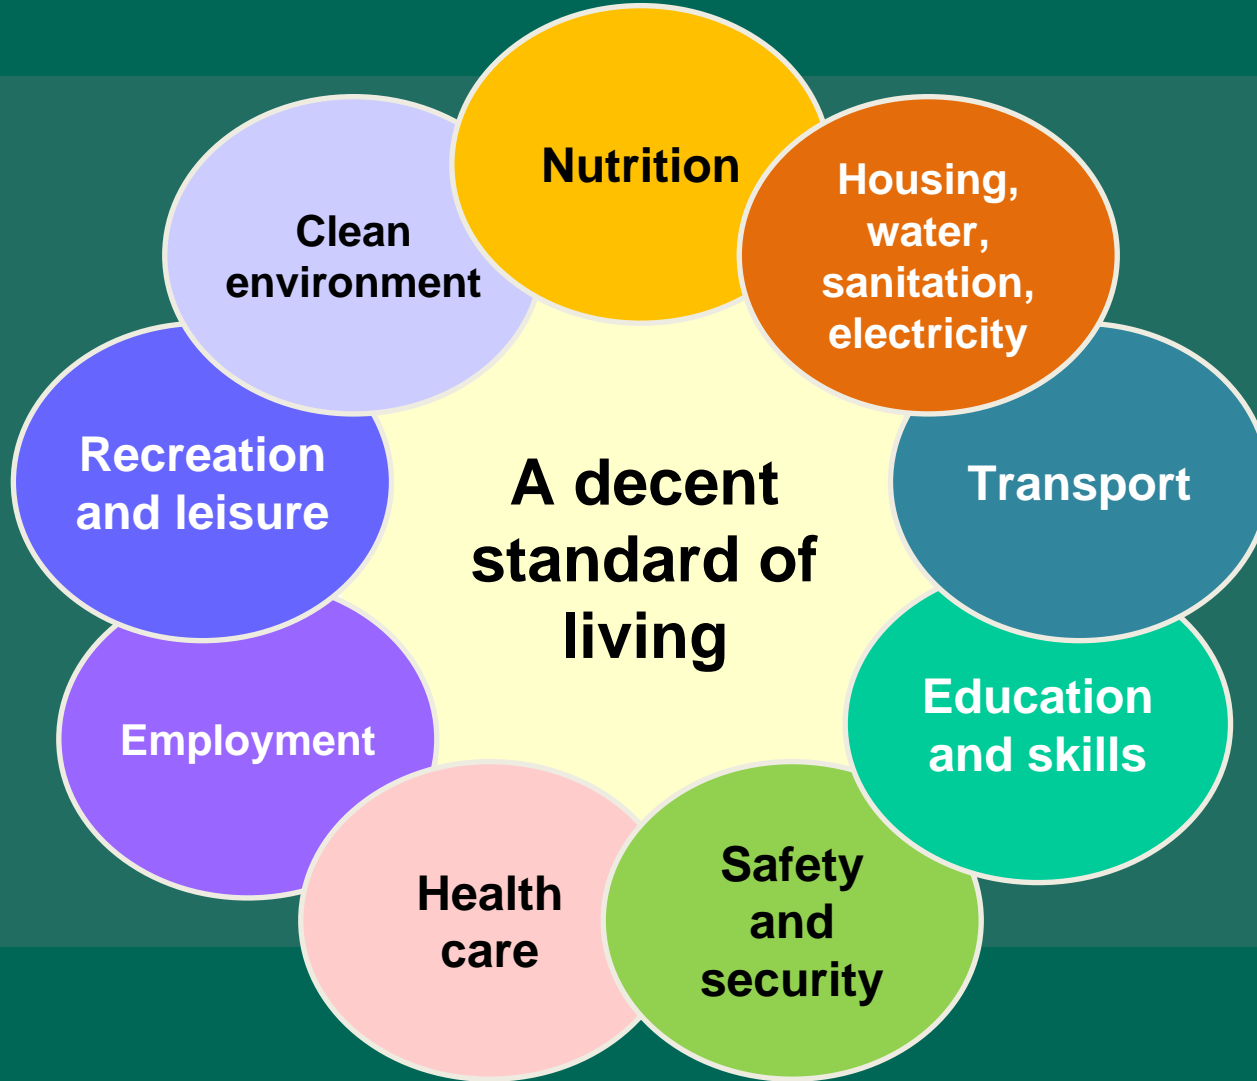 Nutrition
Housing,
water,
sanitation,
electricity
Transport
Education
and skills
Safety
and
security
Health
care
Employment
Recreation
and leisure
Clean
environment
A decent
standard of
living